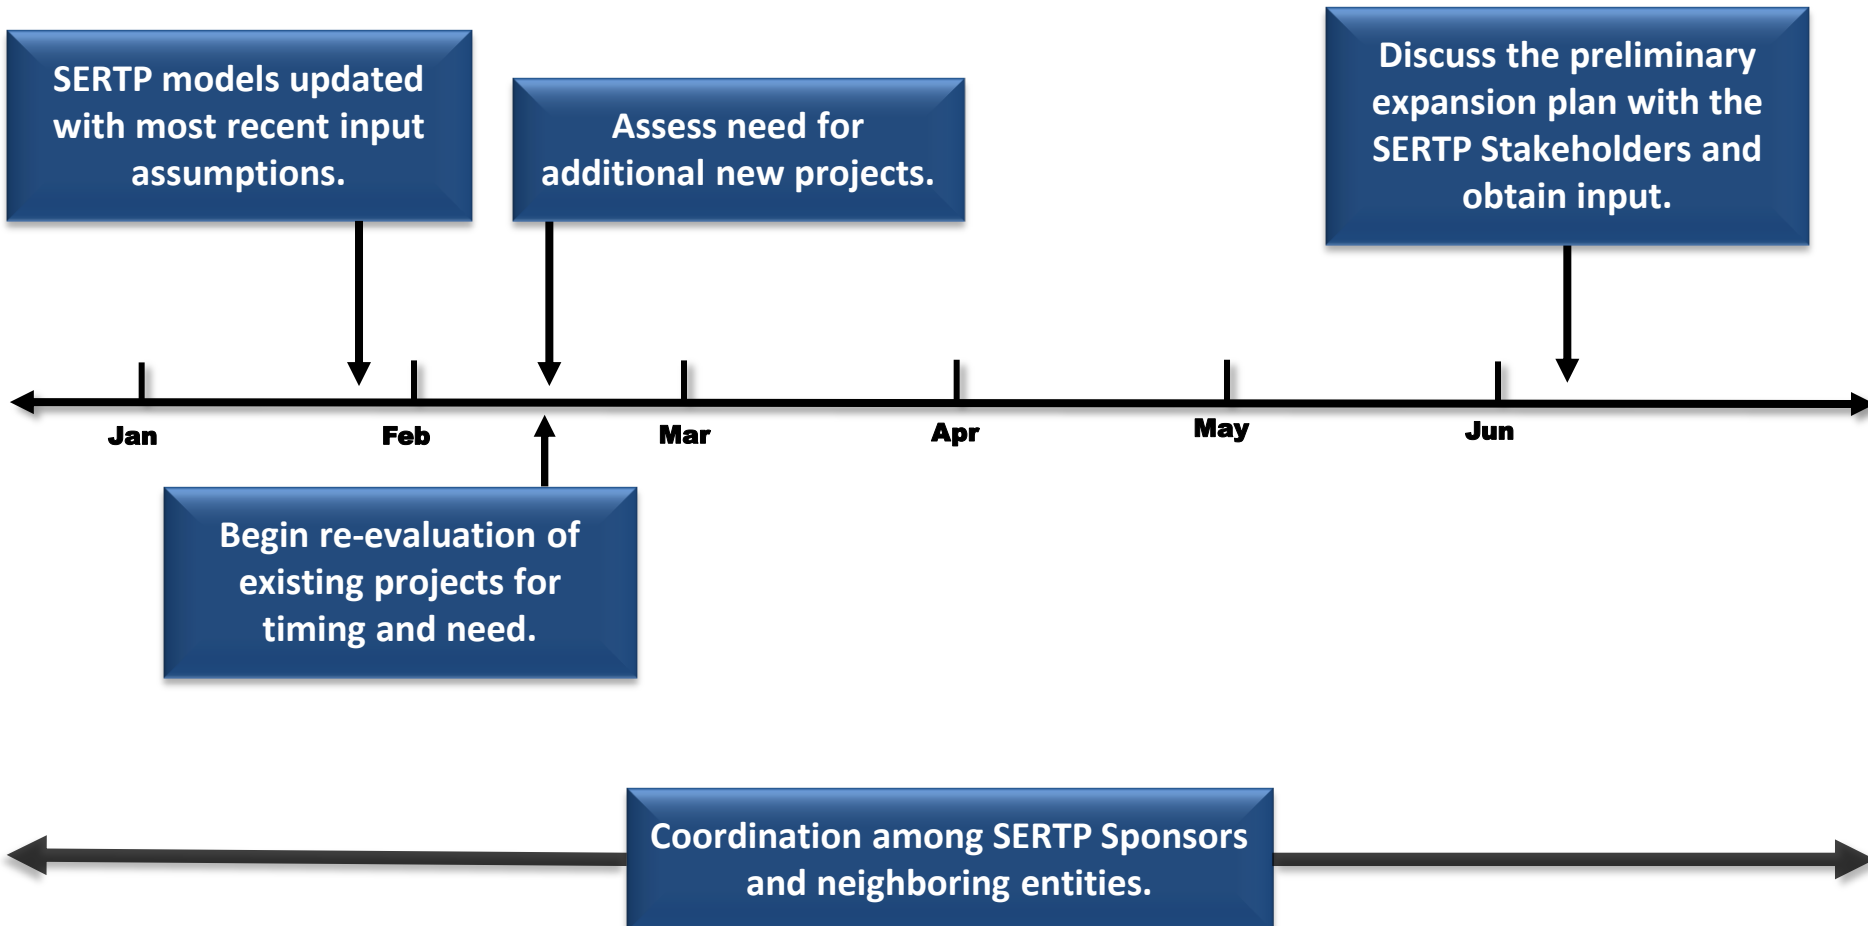 SERTP models updated
with most recent input
assumptions.
Assess need for
additional new projects.
Discuss the preliminary
expansion plan with the
SERTP Stakeholders and
obtain input.
Jan
Feb
Mar
Apr
May
Jun
Begin re-evaluation of
existing projects for
timing and need.
Coordination among SERTP Sponsors
and neighboring entities.